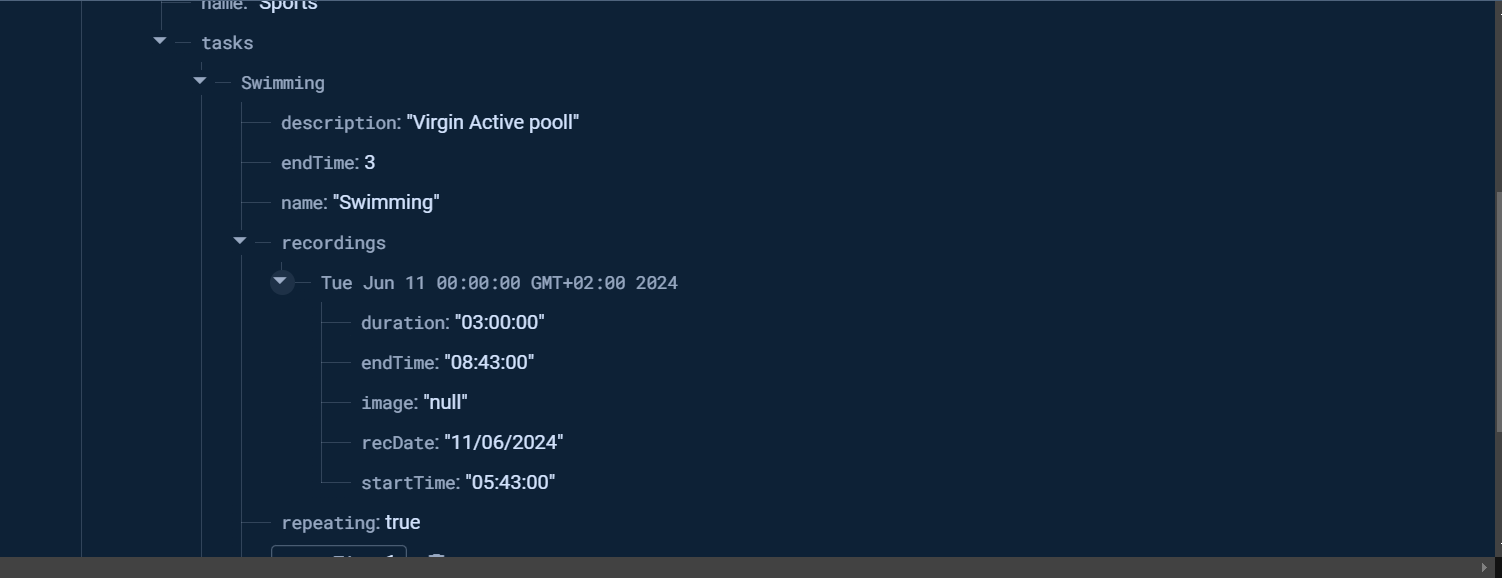 name: "Sports"
tasks
Swimming
description: "Virgin Active pooll"
endTime: 3
name: "Swimming"
recordings
Tue Jun 11 00:00:00 GMT+02:00 2024
duration: "03:00:00"
endTime: "08:43:00"
image: "null"
recDate: "11/06/2024"
startTime: "05:43:00"
repeating: true